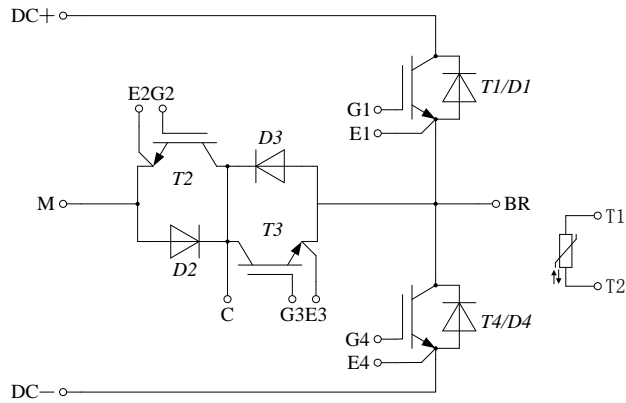 DC+
T1/D1
G1
E1
E2G2
D3
T2
M
BR
T1
T3
D2
T2
C
G3E3
G4
T4/D4
E4
DC−